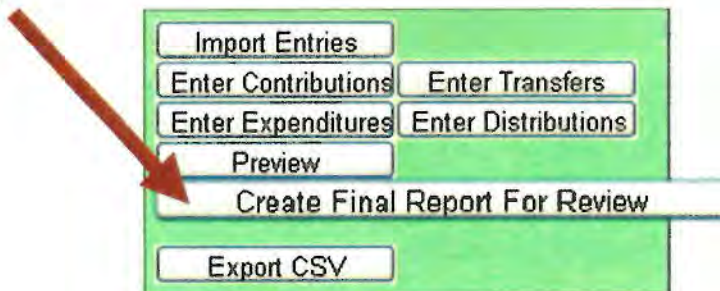 Import Entries
Enter Contributions Enter Transfers
Enter Expenditures Enter Distributions
Preview
Create Final Report For Review
Export CSV